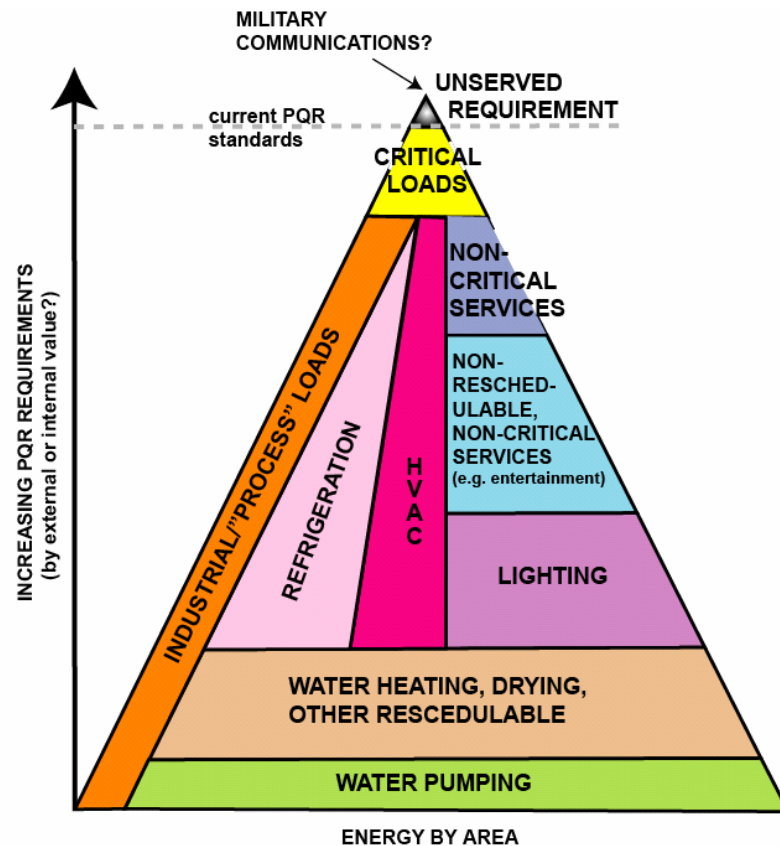 MILITARY
COMMUNICATIONS?
UNSERVED
REQUIREMENT
current PQR
standards
CRITICAL
LOADS
NON-
CRITICAL
SERVICES
NON-
RESCHED-
ULABLE,
NON-CRITICAL
SERVICES
(e.g. entertainment)
INCREASING PQR REQUIREMENTS
(by external or internal value?)
INDUSTRIAL/"PROCESS" LOADS
REFRIGERATION
HVAC
LIGHTING
WATER HEATING, DRYING,
OTHER RESCEDULABLE
WATER PUMPING
ENERGY BY AREA